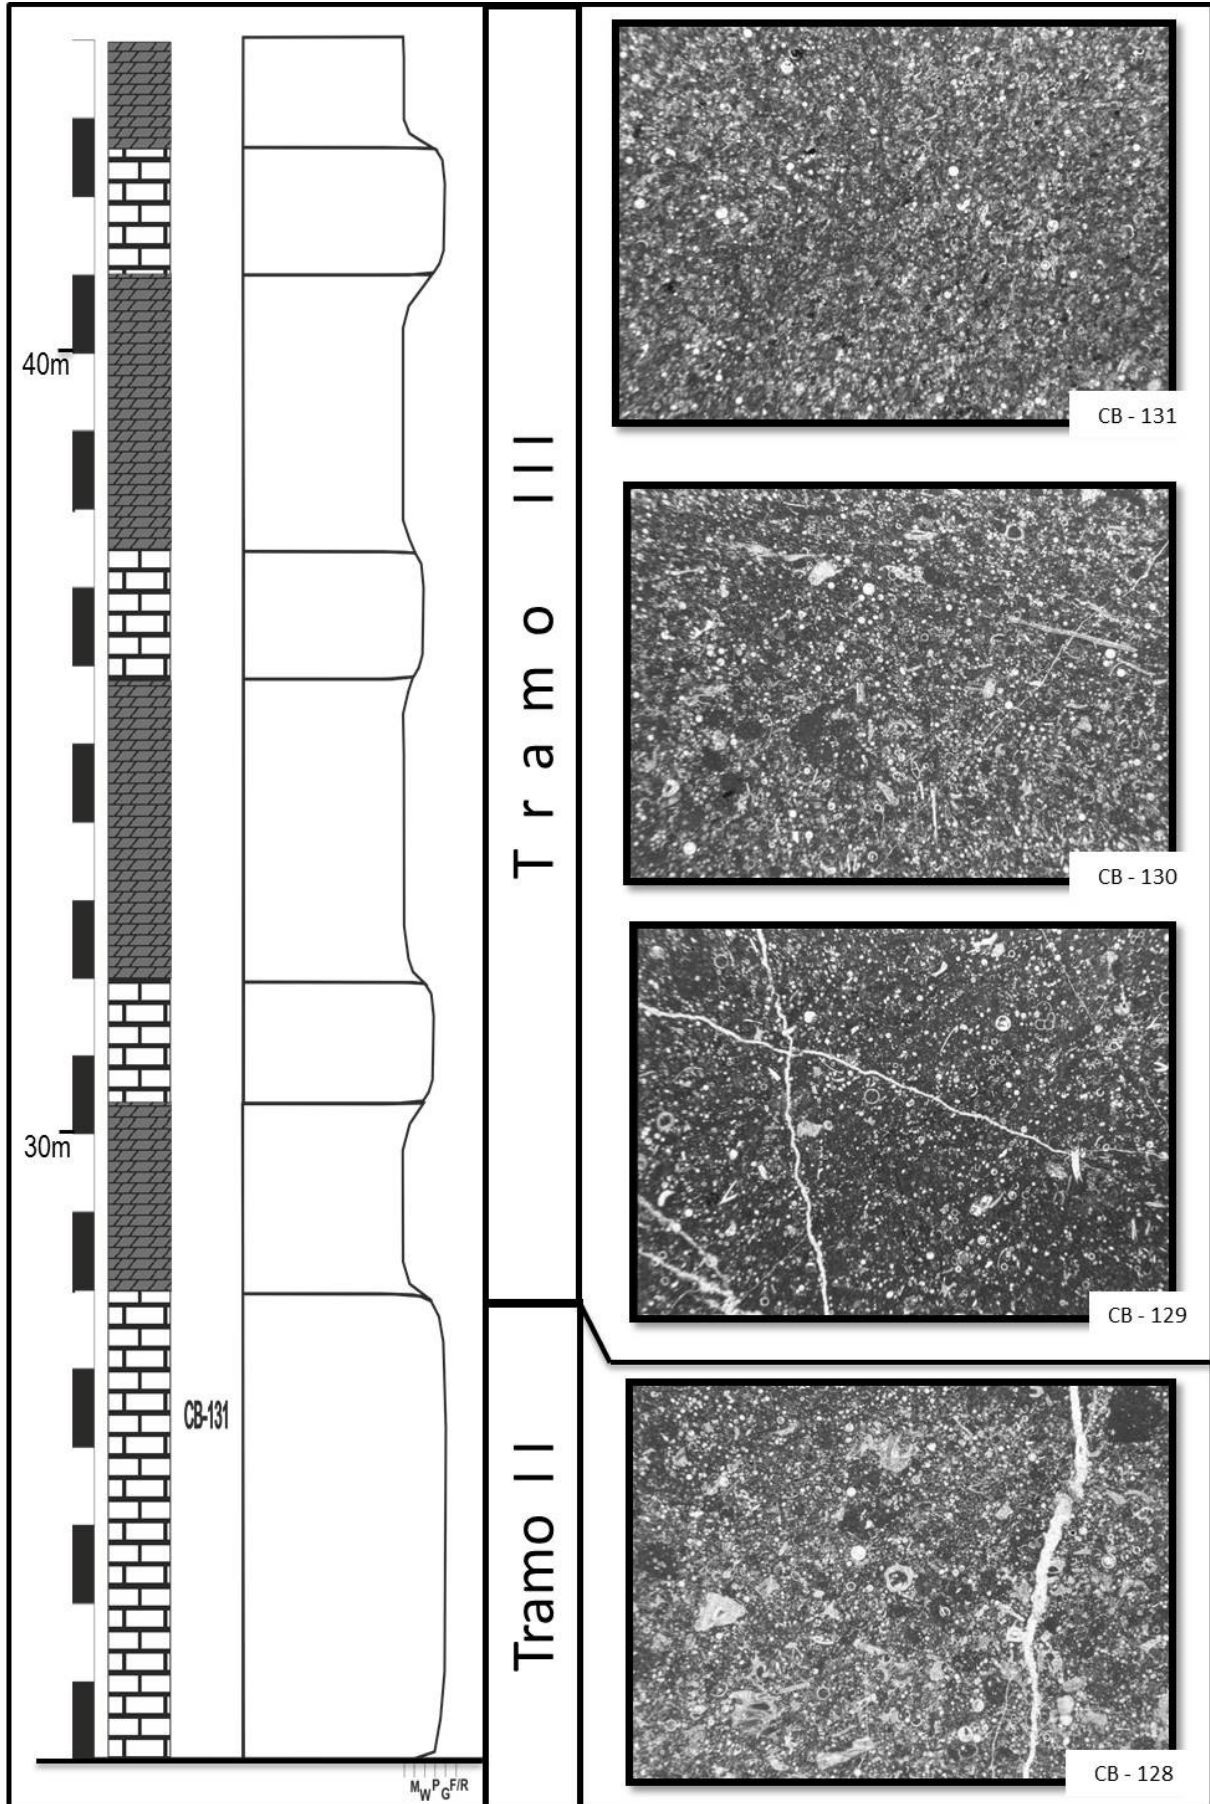 40m
30m
CB-131
M W P G F/R
Tramo III
Tramo II
CB - 131
CB - 130
CB - 129
CB - 128